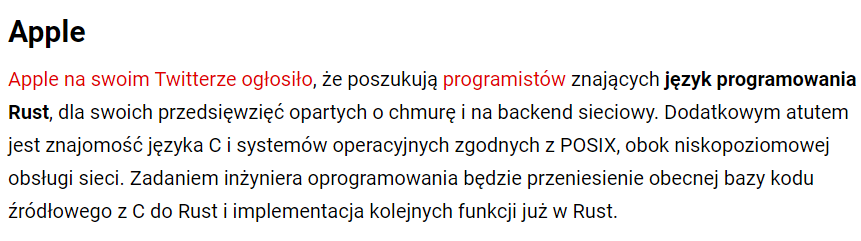 Apple
Apple na swoim Twitterze ogłosiło, że poszukują programistów znających język programowania
Rust, dla swoich przedsięwzięć opartych o chmurę i na backend sieciowy. Dodatkowym atutem
jest znajomość języka C i systemów operacyjnych zgodnych z POSIX, obok niskopoziomowej
obsługi sieci. Zadaniem inżyniera oprogramowania będzie przeniesienie obecnej bazy kodu
źródłowego z C do Rust i implementacja kolejnych funkcji już w Rust.